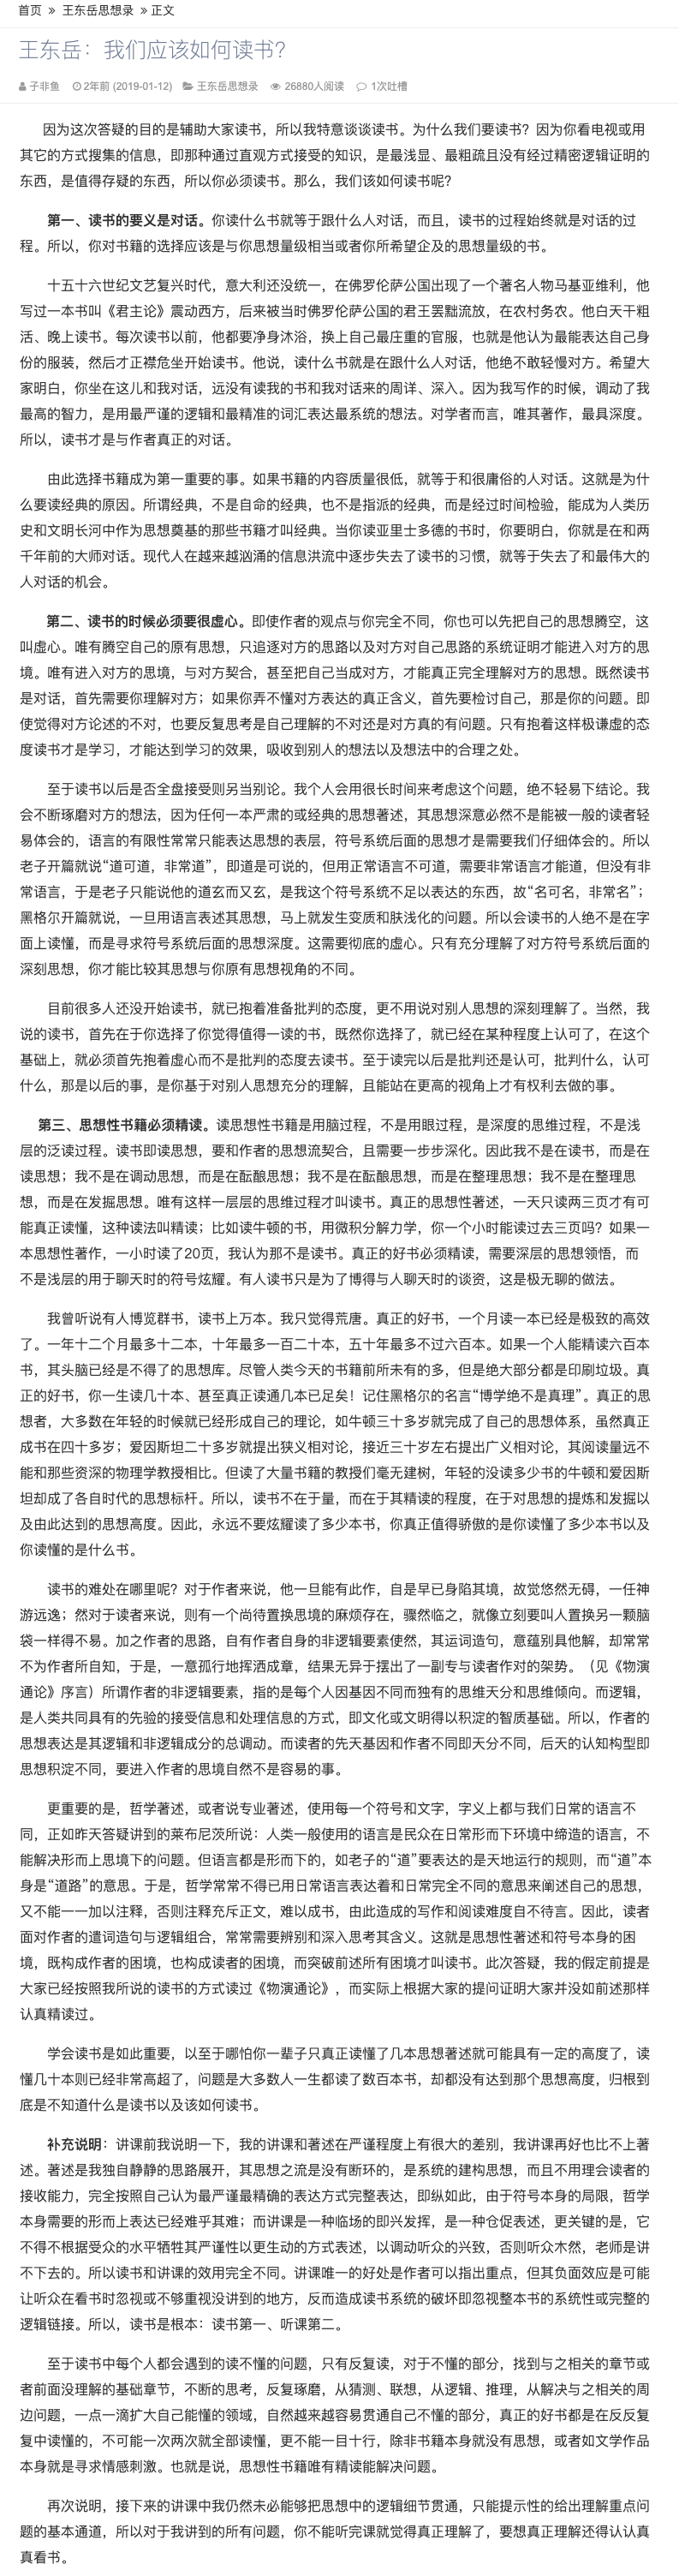 首页 » 王东岳思想录 » 正文
王东岳：我们应该如何读书？
子非鱼 2年前 (2019-01-12) 王东岳思想录 26880人阅读 1次吐槽
因为这次答疑的目的是辅助大家读书，所以我特意谈谈读书。为什么我们要读书？因为你看电视或用
其它的方式搜集的信息，即那种通过直观方式接受的知识，是最浅显、最粗疏且没有经过精密逻辑证明的
东西，是值得存疑的东西，所以你必须读书。那么，我们该如何读书呢？
第一、读书的要义是对话。你读什么书就等于跟什么人对话，而且，读书的过程始终就是对话的过
程。所以，你对书籍的选择应该是与你思想量级相当或者你所希望企及的思想量级的书。
十五十六世纪文艺复兴时代，意大利还没统一，在佛罗伦萨公国出现了一个著名人物马基亚维利，他
写过一本书叫《君主论》震动西方，后来被当时佛罗伦萨公国的君王罢黜流放，在农村务农。他白天干粗
活、晚上读书。每次读书以前，他都要净身沐浴，换上自己最庄重的官服，也就是他认为最能表达自己身
份的服装，然后才正襟危坐开始读书。他说，读什么书就是在跟什么人对话，他绝不敢轻慢对方。希望大
家明白，你坐在这儿和我对话，远没有读我的书和我对话来的周详、深入。因为我写作的时候，调动了我
最高的智力，是用最严谨的逻辑和最精准的词汇表达最系统的想法。对学者而言，唯其著作，最具深度。
所以，读书才是与作者真正的对话。
由此选择书籍成为第一重要的事。如果书籍的内容质量很低，就等于和很庸俗的人对话。这就是为什
么要读经典的原因。所谓经典，不是自命的经典，也不是指派的经典，而是经过时间检验，能成为人类历
史和文明长河中作为思想奠基的那些书籍才叫经典。当你读亚里士多德的书时，你要明白，你就是在和两
千年前的大师对话。现代人在越来越汹涌的信息洪流中逐步失去了读书的习惯，就等于失去了和最伟大的
人对话的机会。
第二、读书的时候必须要很虚心。即使作者的观点与你完全不同，你也可以先把自己的思想腾空，这
叫虚心。唯有腾空自己的原有思想，只追逐对方的思路以及对方对自己思路的系统证明才能进入对方的思
境。唯有进入对方的思境，与对方契合，甚至把自己当成对方，才能真正完全理解对方的思想。既然读书
是对话，首先需要你理解对方；如果你弄不懂对方表达的真正含义，首先要检讨自己，那是你的问题。即
使觉得对方论述的不对，也要反复思考是自己理解的不对还是对方真的有问题。只有抱着这样极谦虚的态
度读书才是学习，才能达到学习的效果，吸收到别人的想法以及想法中的合理之处。
至于读书以后是否全盘接受则另当别论。我个人会用很长时间来考虑这个问题，绝不轻易下结论。我
会不断琢磨对方的想法，因为任何一本严肃的或经典的思想著述，其思想深意必然不是能被一般的读者轻
易体会的，语言的有限性常常只能表达思想的表层，符号系统后面的思想才是需要我们仔细体会的。所以
老子开篇就说“道可道，非常道”，即道是可说的，但用正常语言不可道，需要非常语言才能道，但没有非
常语言，于是老子只能说他的道玄而又玄，是我这个符号系统不足以表达的东西，故“名可名，非常名”；
黑格尔开篇就说，一旦用语言表述其思想，马上就发生变质和肤浅化的问题。所以会读书的人绝不是在字
面上读懂，而是寻求符号系统后面的思想深度。这需要彻底的虚心。只有充分理解了对方符号系统后面的
深刻思想，你才能比较其思想与你原有思想视角的不同。
目前很多人还没开始读书，就已抱着准备批判的态度，更不用说对别人思想的深刻理解了。当然，我
说的读书，首先在于你选择了你觉得值得一读的书，既然你选择了，就已经在某种程度上认可了，在这个
基础上，就必须首先抱着虚心而不是批判的态度去读书。至于读完以后是批判还是认可，批判什么，认可
什么，那是以后的事，是你基于对别人思想充分的理解，且能站在更高的视角上才有权利去做的事。
第三、思想性书籍必须精读。读思想性书籍是用脑过程，不是用眼过程，是深度的思维过程，不是浅
层的泛读过程。读书即读思想，要和作者的思想流契合，且需要一步步深化。因此我不是在读书，而是在
读思想；我不是在调动思想，而是在酝酿思想；我不是在酝酿思想，而是在整理思想；我不是在整理思
想，而是在发掘思想。唯有这样一层层的思维过程才叫读书。真正的思想性著述，一天只读两三页才有可
能真正读懂，这种读法叫精读；比如读牛顿的书，用微积分解力学，你一个小时能读过去三页吗？如果一
本思想性著作，一小时读了20页，我认为那不是读书。真正的好书必须精读，需要深层的思想领悟，而
不是浅层的用于聊天时的符号炫耀。有人读书只是为了博得与人聊天时的谈资，这是极无聊的做法。
我曾听说有人博览群书，读书上万本。我只觉得荒唐。真正的好书，一个月读一本已经是极致的高效
了。一年十二个月最多十二本，十年最多一百二十本，五十年最多不过六百本。如果一个人能精读六百本
书，其头脑已经是不得了的思想库。尽管人类今天的书籍前所未有的多，但是绝大部分都是印刷垃圾。真
正的好书，你一生读几十本、甚至真正读通几本已足矣！记住黑格尔的名言“博学绝不是真理”。真正的思
想者，大多数在年轻的时候就已经形成自己的理论，如牛顿三十多岁就完成了自己的思想体系，虽然真正
成书在四十多岁；爱因斯坦二十多岁就提出狭义相对论，接近三十岁左右提出广义相对论，其阅读量远不
能和那些资深的物理学教授相比。但读了大量书籍的教授们毫无建树，年轻的没读多少书的牛顿和爱因斯
坦却成了各自时代的思想标杆。所以，读书不在于量，而在于其精读的程度，在于对思想的提炼和发掘以
及由此达到的思想高度。因此，永远不要炫耀读了多少本书，你真正值得骄傲的是你读懂了多少本书以及
你读懂的是什么书。
读书的难处在哪里呢？对于作者来说，他一旦能有此作，自是早已身陷其境，故觉悠然无碍，一任神
游远逸；然对于读者来说，则有一个尚待置换思境的麻烦存在，骤然临之，就像立刻要叫人置换另一颗脑
袋一样得不易。加之作者的思路，自有作者自身的非逻辑要素使然，其运词造句，意蕴别具他解，却常常
不为作者所自知，于是，一意孤行地挥洒成章，结果无异于摆出了一副专与读者作对的架势。（见《物演
通论》序言）所谓作者的非逻辑要素，指的是每个人因基因不同而独有的思维天分和思维倾向。而逻辑，
是人类共同具有的先验的接受信息和处理信息的方式，即文化或文明得以积淀的智质基础。所以，作者的
思想表达是其逻辑和非逻辑成分的总调动。而读者的先天基因和作者不同即天分不同，后天的认知构型即
思想积淀不同，要进入作者的思境自然不是容易的事。
更重要的是，哲学著述，或者说专业著述，使用每一个符号和文字，字义上都与我们日常的语言不
同，正如昨天答疑讲到的莱布尼茨所说：人类一般使用的语言是民众在日常形而下环境中缔造的语言，不
能解决形而上思境下的问题。但语言都是形而下的，如老子的“道”要表达的是天地运行的规则，而“道”本
身是“道路”的意思。于是，哲学常常不得已用日常语言表达着和日常完全不同的意思来阐述自己的思想，
又不能一一加以注释，否则注释充斥正文，难以成书，由此造成的写作和阅读难度自不待言。因此，读者
面对作者的遣词造句与逻辑组合，常常需要辨别和深入思考其含义。这就是思想性著述和符号本身的困
境，既构成作者的困境，也构成读者的困境，而突破前述所有困境才叫读书。此次答疑，我的假定前提是
大家已经按照我所说的读书的方式读过《物演通论》，而实际上根据大家的提问证明大家并没如前述那样
认真精读过。
学会读书是如此重要，以至于哪怕你一辈子只真正读懂了几本思想著述就可能具有一定的高度了，读
懂几十本则已经非常高超了，问题是大多数人一生都读了数百本书，却都没有达到那个思想高度，归根到
底是不知道什么是读书以及该如何读书。
补充说明：讲课前我说明一下，我的讲课和著述在严谨程度上有很大的差别，我讲课再好也比不上著
述。著述是我独自静静的思路展开，其思想之流是没有断环的，是系统的建构思想，而且不用理会读者的
接收能力，完全按照自己认为最严谨最精确的表达方式完整表达，即纵如此，由于符号本身的局限，哲学
本身需要的形而上表达已经难乎其难；而讲课是一种临场的即兴发挥，是一种仓促表述，更关键的是，它
不得不根据受众的水平牺牲其严谨性以更生动的方式表述，以调动听众的兴致，否则听众木然，老师是讲
不下去的。所以读书和讲课的效用完全不同。讲课唯一的好处是作者可以指出重点，但其负面效应是可能
让听众在看书时忽视或不够重视没讲到的地方，反而造成读书系统的破坏即忽视整本书的系统性或完整的
逻辑链接。所以，读书是根本：读书第一、听课第二。
至于读书中每个人都会遇到的读不懂的问题，只有反复读，对于不懂的部分，找到与之相关的章节或
者前面没理解的基础章节，不断的思考，反复琢磨，从猜测、联想，从逻辑、推理，从解决与之相关的周
边问题，一点一滴扩大自己能懂的领域，自然越来越容易贯通自己不懂的部分，真正的好书都是在反反复
复中读懂的，不可能一次两次就全部读懂，更不能一目十行，除非书籍本身就没有思想，或者如文学作品
本身就是寻求情感刺激。也就是说，思想性书籍唯有精读能解决问题。
再次说明，接下来的讲课中我仍然未必能够把思想中的逻辑细节贯通，只能提示性的给出理解重点问
题的基本通道，所以对于我讲到的所有问题，你不能听完课就觉得真正理解了，要想真正理解还得认认真
真看书。